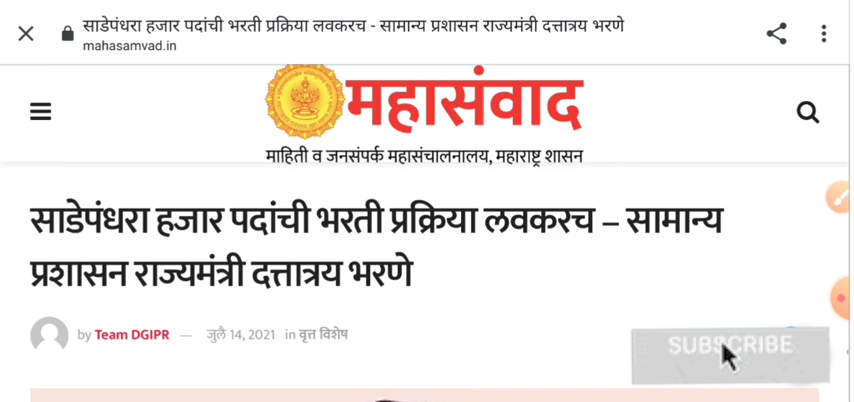 साडेपंधरा हजार पदांची भरती प्रक्रिया लवकरच - सामान्य प्रशासन राज्यमंत्री दत्तात्रय भरणे
mahasamvad.in
महासंवाद
माहिती व जनसंपर्क महासंचालनालय, महाराष्ट्र शासन
साडेपंधरा हजार पदांची भरती प्रक्रिया लवकरच – सामान्य
प्रशासन राज्यमंत्री दत्तात्रय भरणे
by Team DGIPR — जुलै 14, 2021 in वृत्त विशेष
SUBSCRIBE